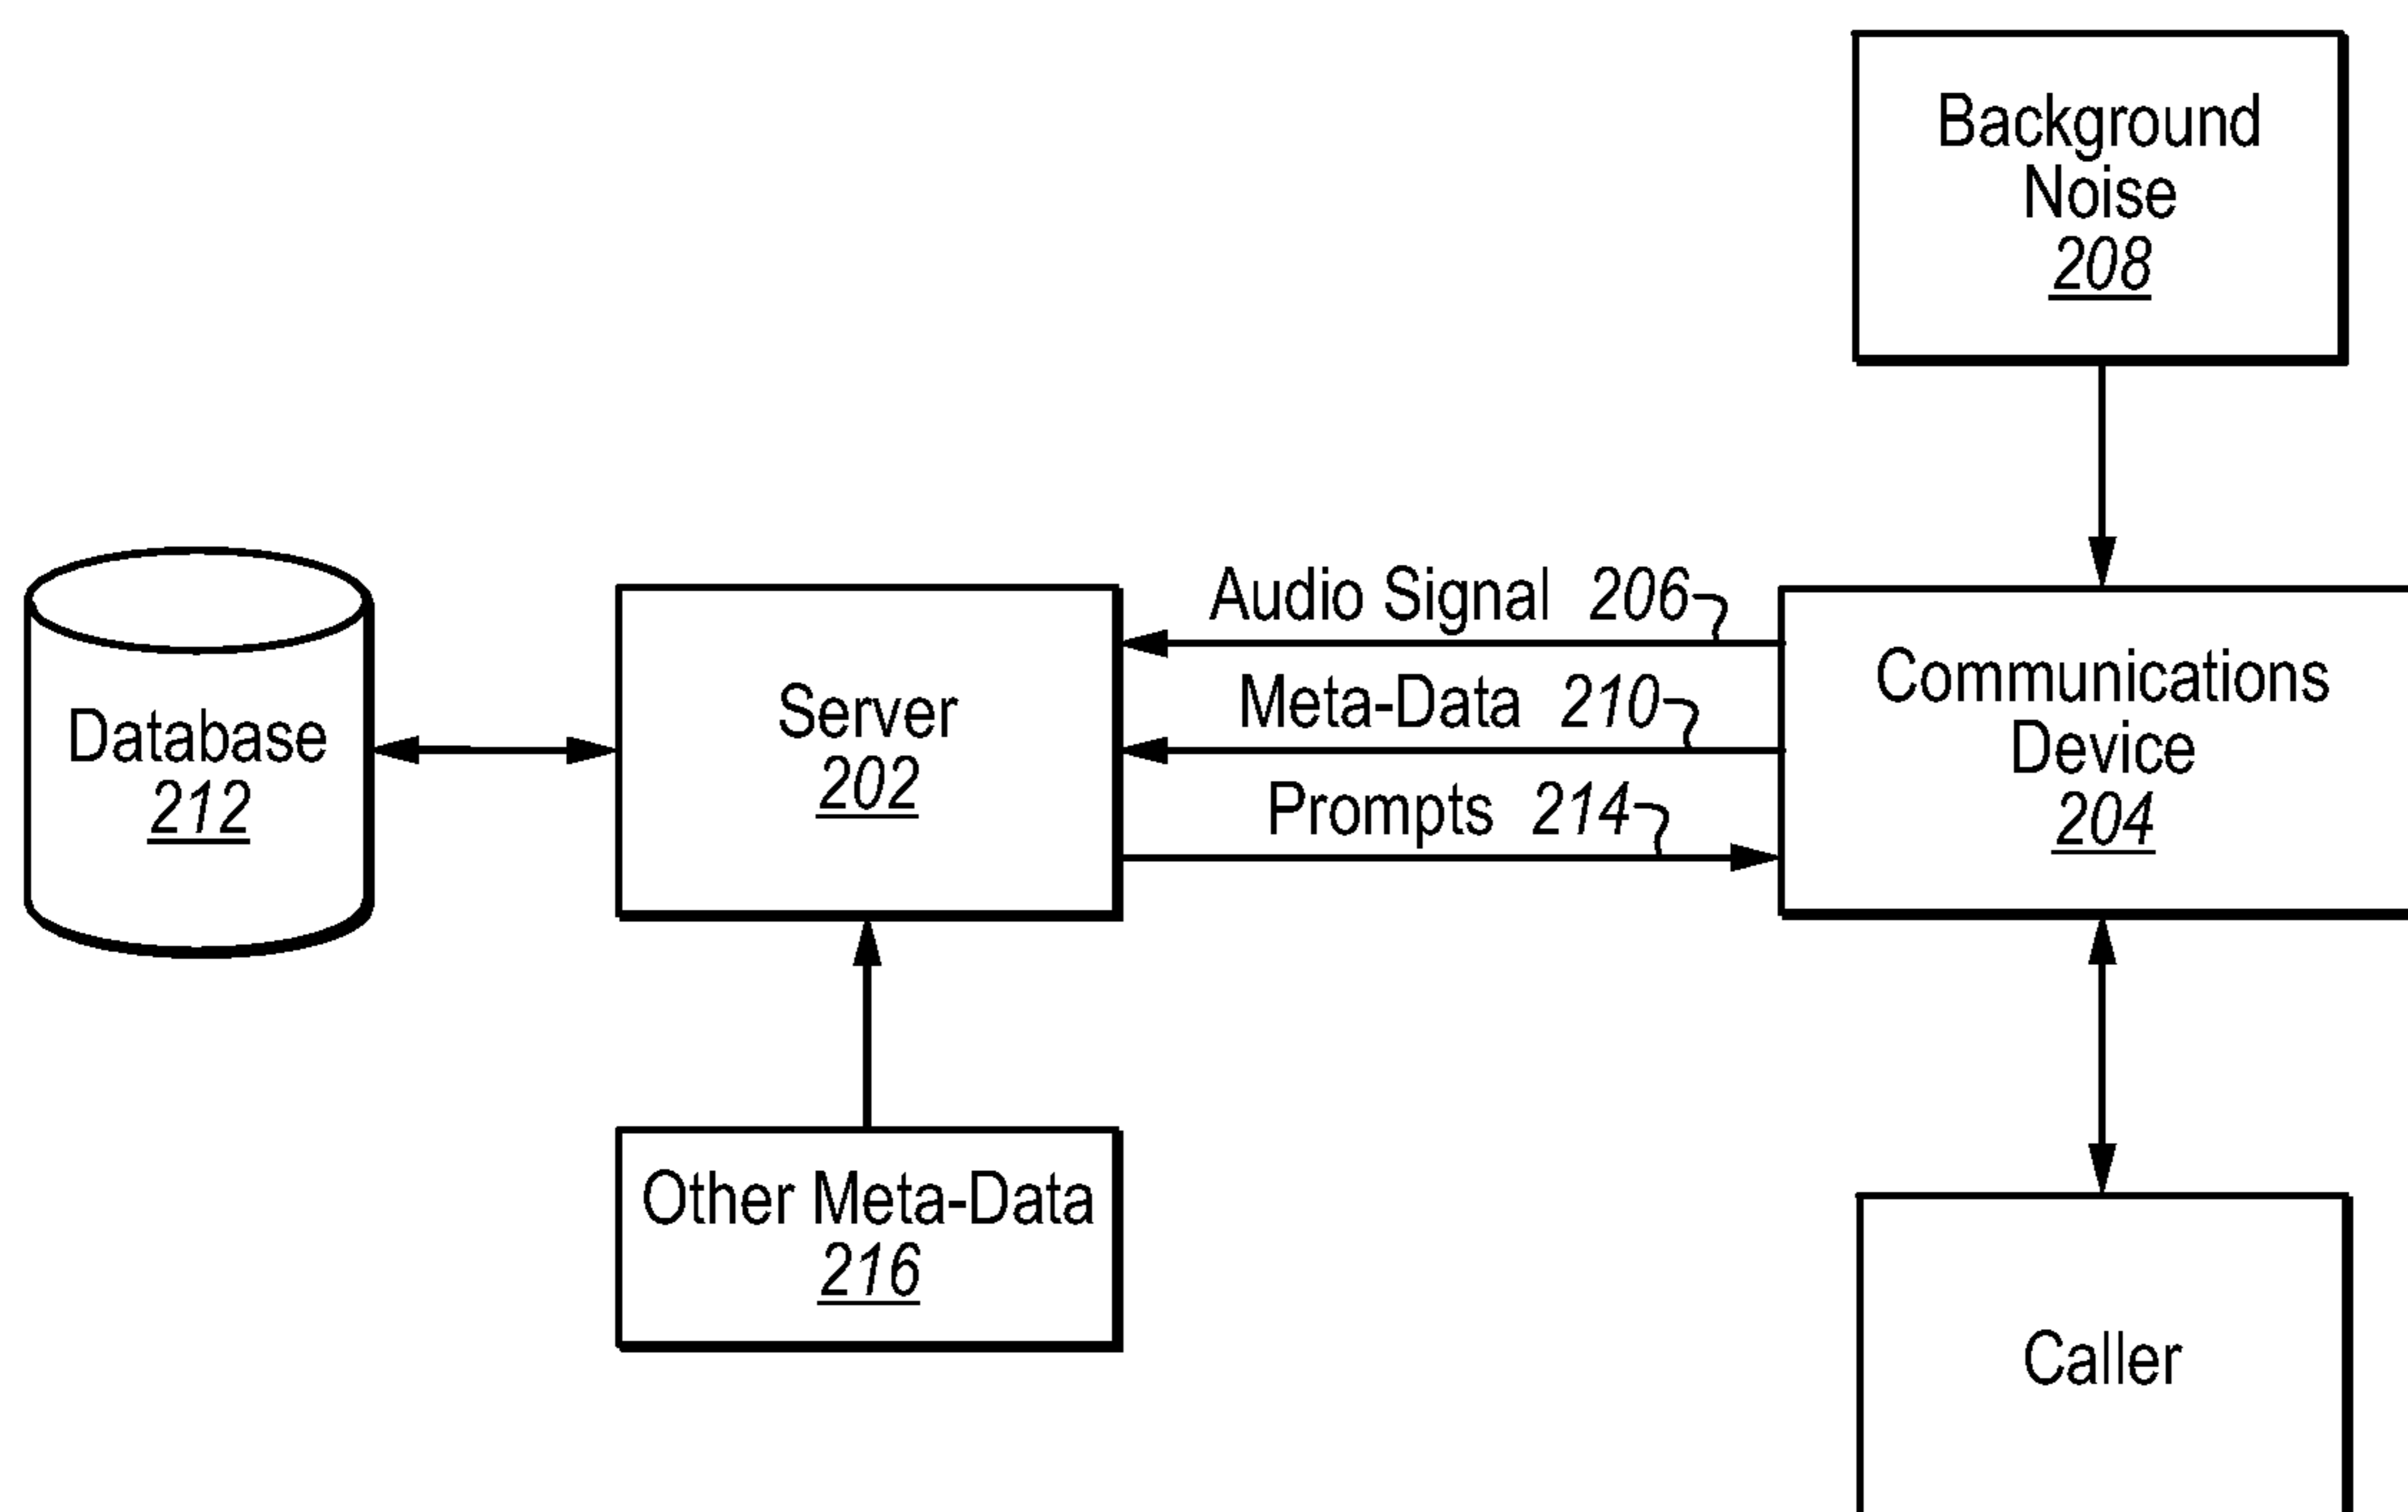 Background
Noise
208
Audio Signal 206
Meta-Data 210
Prompts 214
Communications
Device
204
Database
212
Server
202
Other Meta-Data
216
Caller